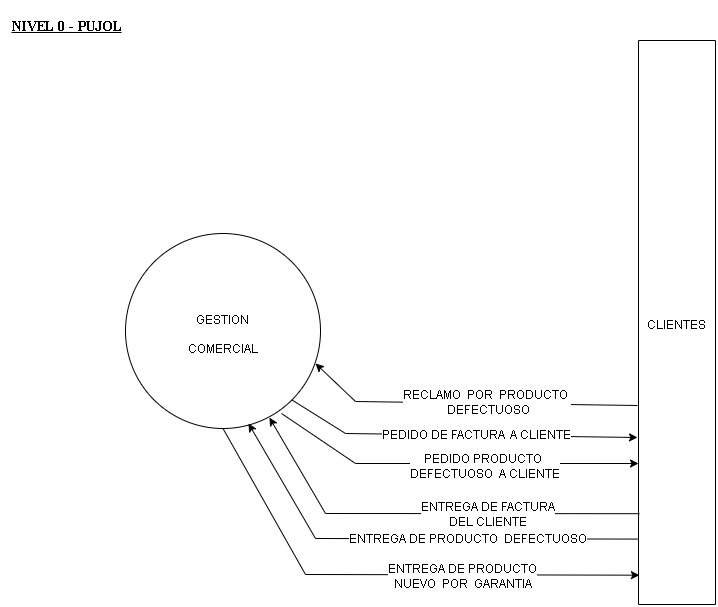 NIVEL 0 - PUJOL
GESTION
COMERCIAL
CLIENTES
RECLAMO POR PRODUCTO
DEFECTUOSO
PEDIDO DE FACTURA A CLIENTE
PEDIDO PRODUCTO
DEFECTUOSO A CLIENTE
ENTREGA DE FACTURA
DEL CLIENTE
ENTREGA DE PRODUCTO DEFECTUOSO
ENTREGA DE PRODUCTO
NUEVO POR GARANTIA